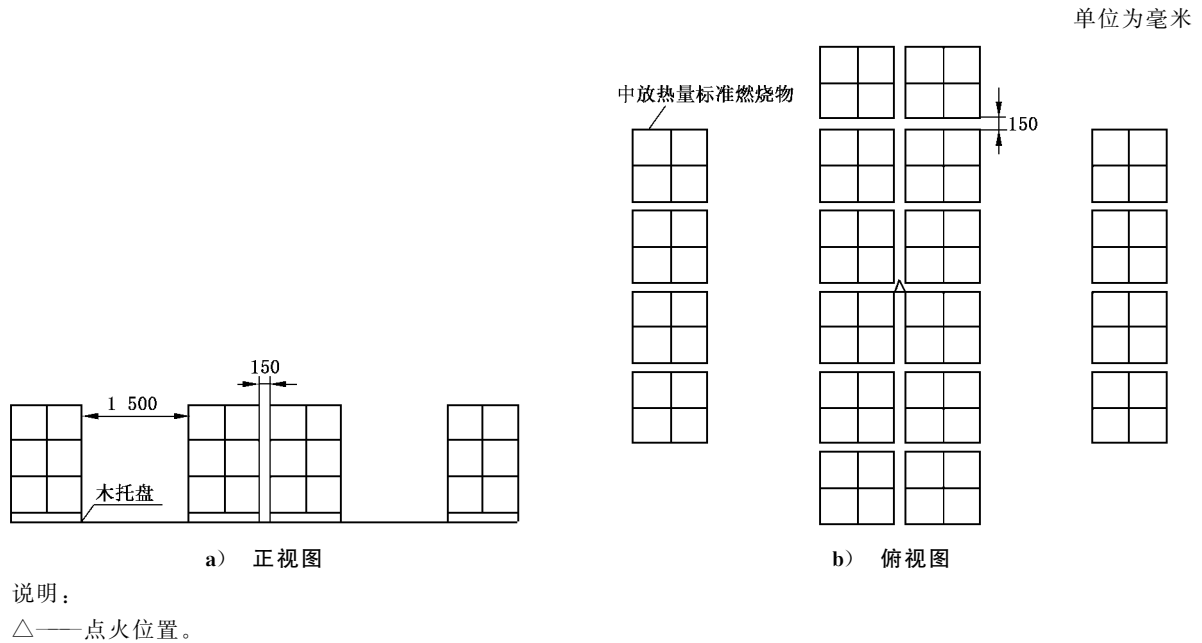 单位为毫米
中放热量标准燃烧物
150
150
1 500
木托盘
a) 正视图
b) 俯视图
说明：
△——点火位置。